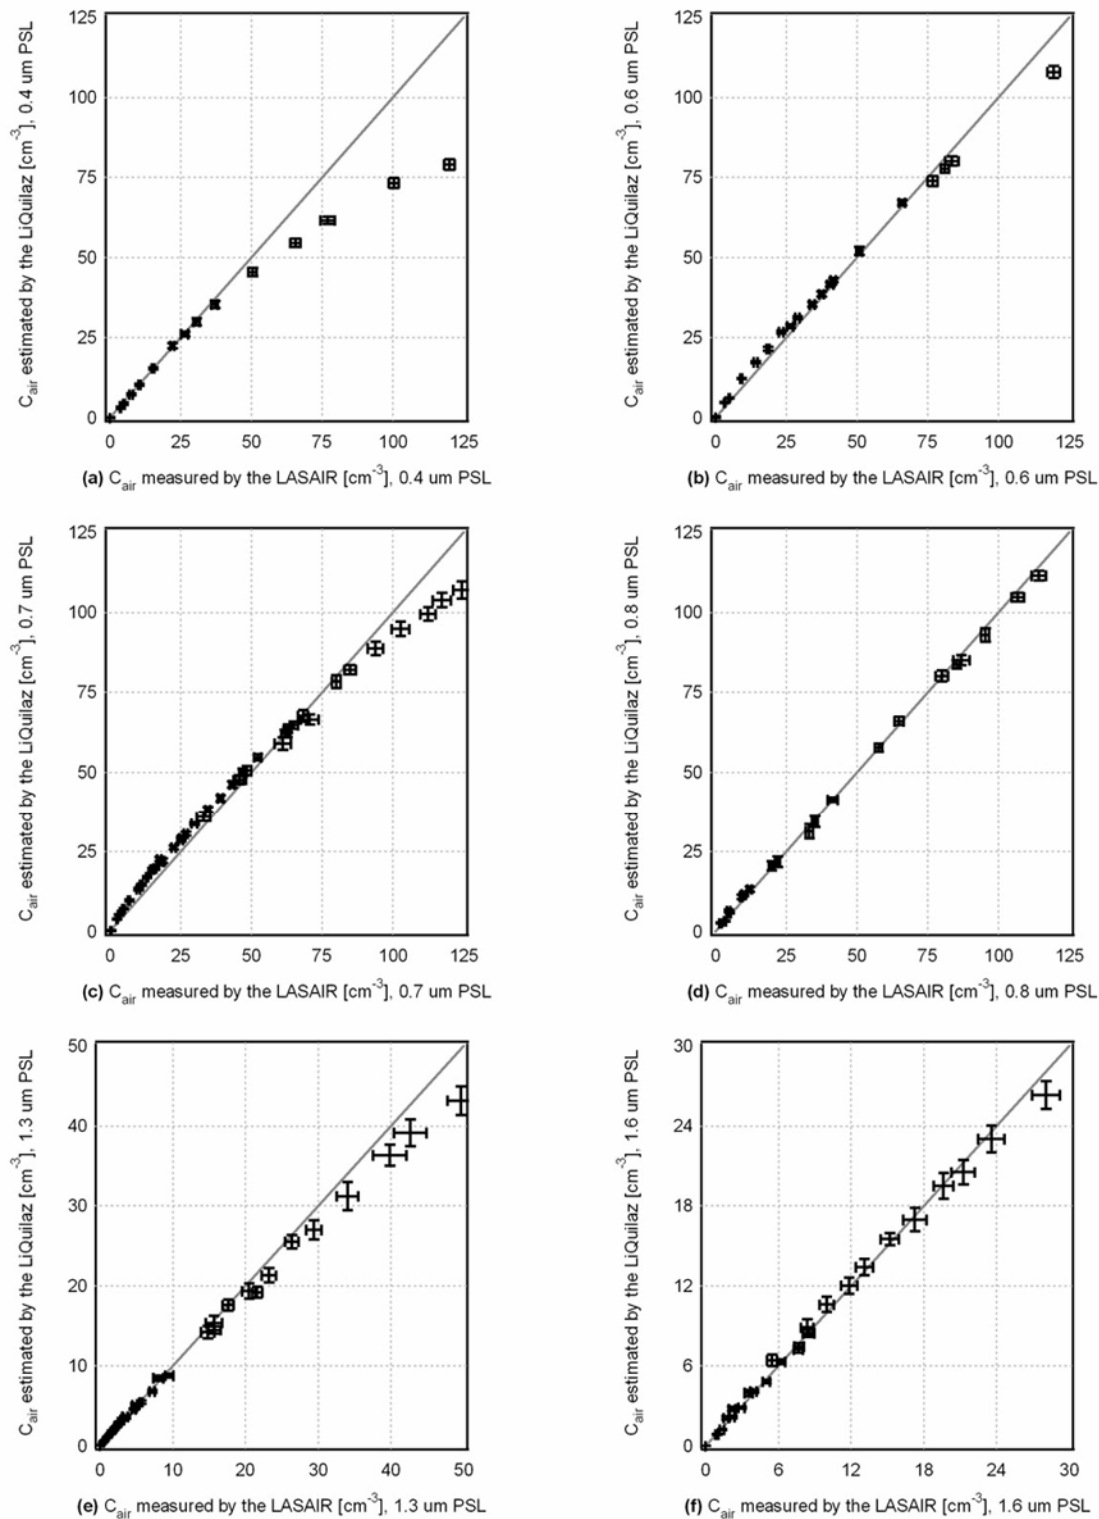 125
100
75
50
25
0
C_air estimated by the LiQuilaz [cm^-3], 0.4 um PSL
0 25 50 75 100 125
(a) C_air measured by the LASAIR [cm^-3], 0.4 um PSL
125
100
75
50
25
0
C_air estimated by the LiQuilaz [cm^-3], 0.6 um PSL
0 25 50 75 100 125
(b) C_air measured by the LASAIR [cm^-3], 0.6 um PSL
125
100
75
50
25
0
C_air estimated by the LiQuilaz [cm^-3], 0.7 um PSL
0 25 50 75 100 125
(c) C_air measured by the LASAIR [cm^-3], 0.7 um PSL
125
100
75
50
25
0
C_air estimated by the LiQuilaz [cm^-3], 0.8 um PSL
0 25 50 75 100 125
(d) C_air measured by the LASAIR [cm^-3], 0.8 um PSL
50
40
30
20
10
0
C_air estimated by the LiQuilaz [cm^-3], 1.3 um PSL
0 10 20 30 40 50
(e) C_air measured by the LASAIR [cm^-3], 1.3 um PSL
30
24
18
12
6
0
C_air estimated by the LiQuilaz [cm^-3], 1.6 um PSL
0 6 12 18 24 30
(f) C_air measured by the LASAIR [cm^-3], 1.6 um PSL